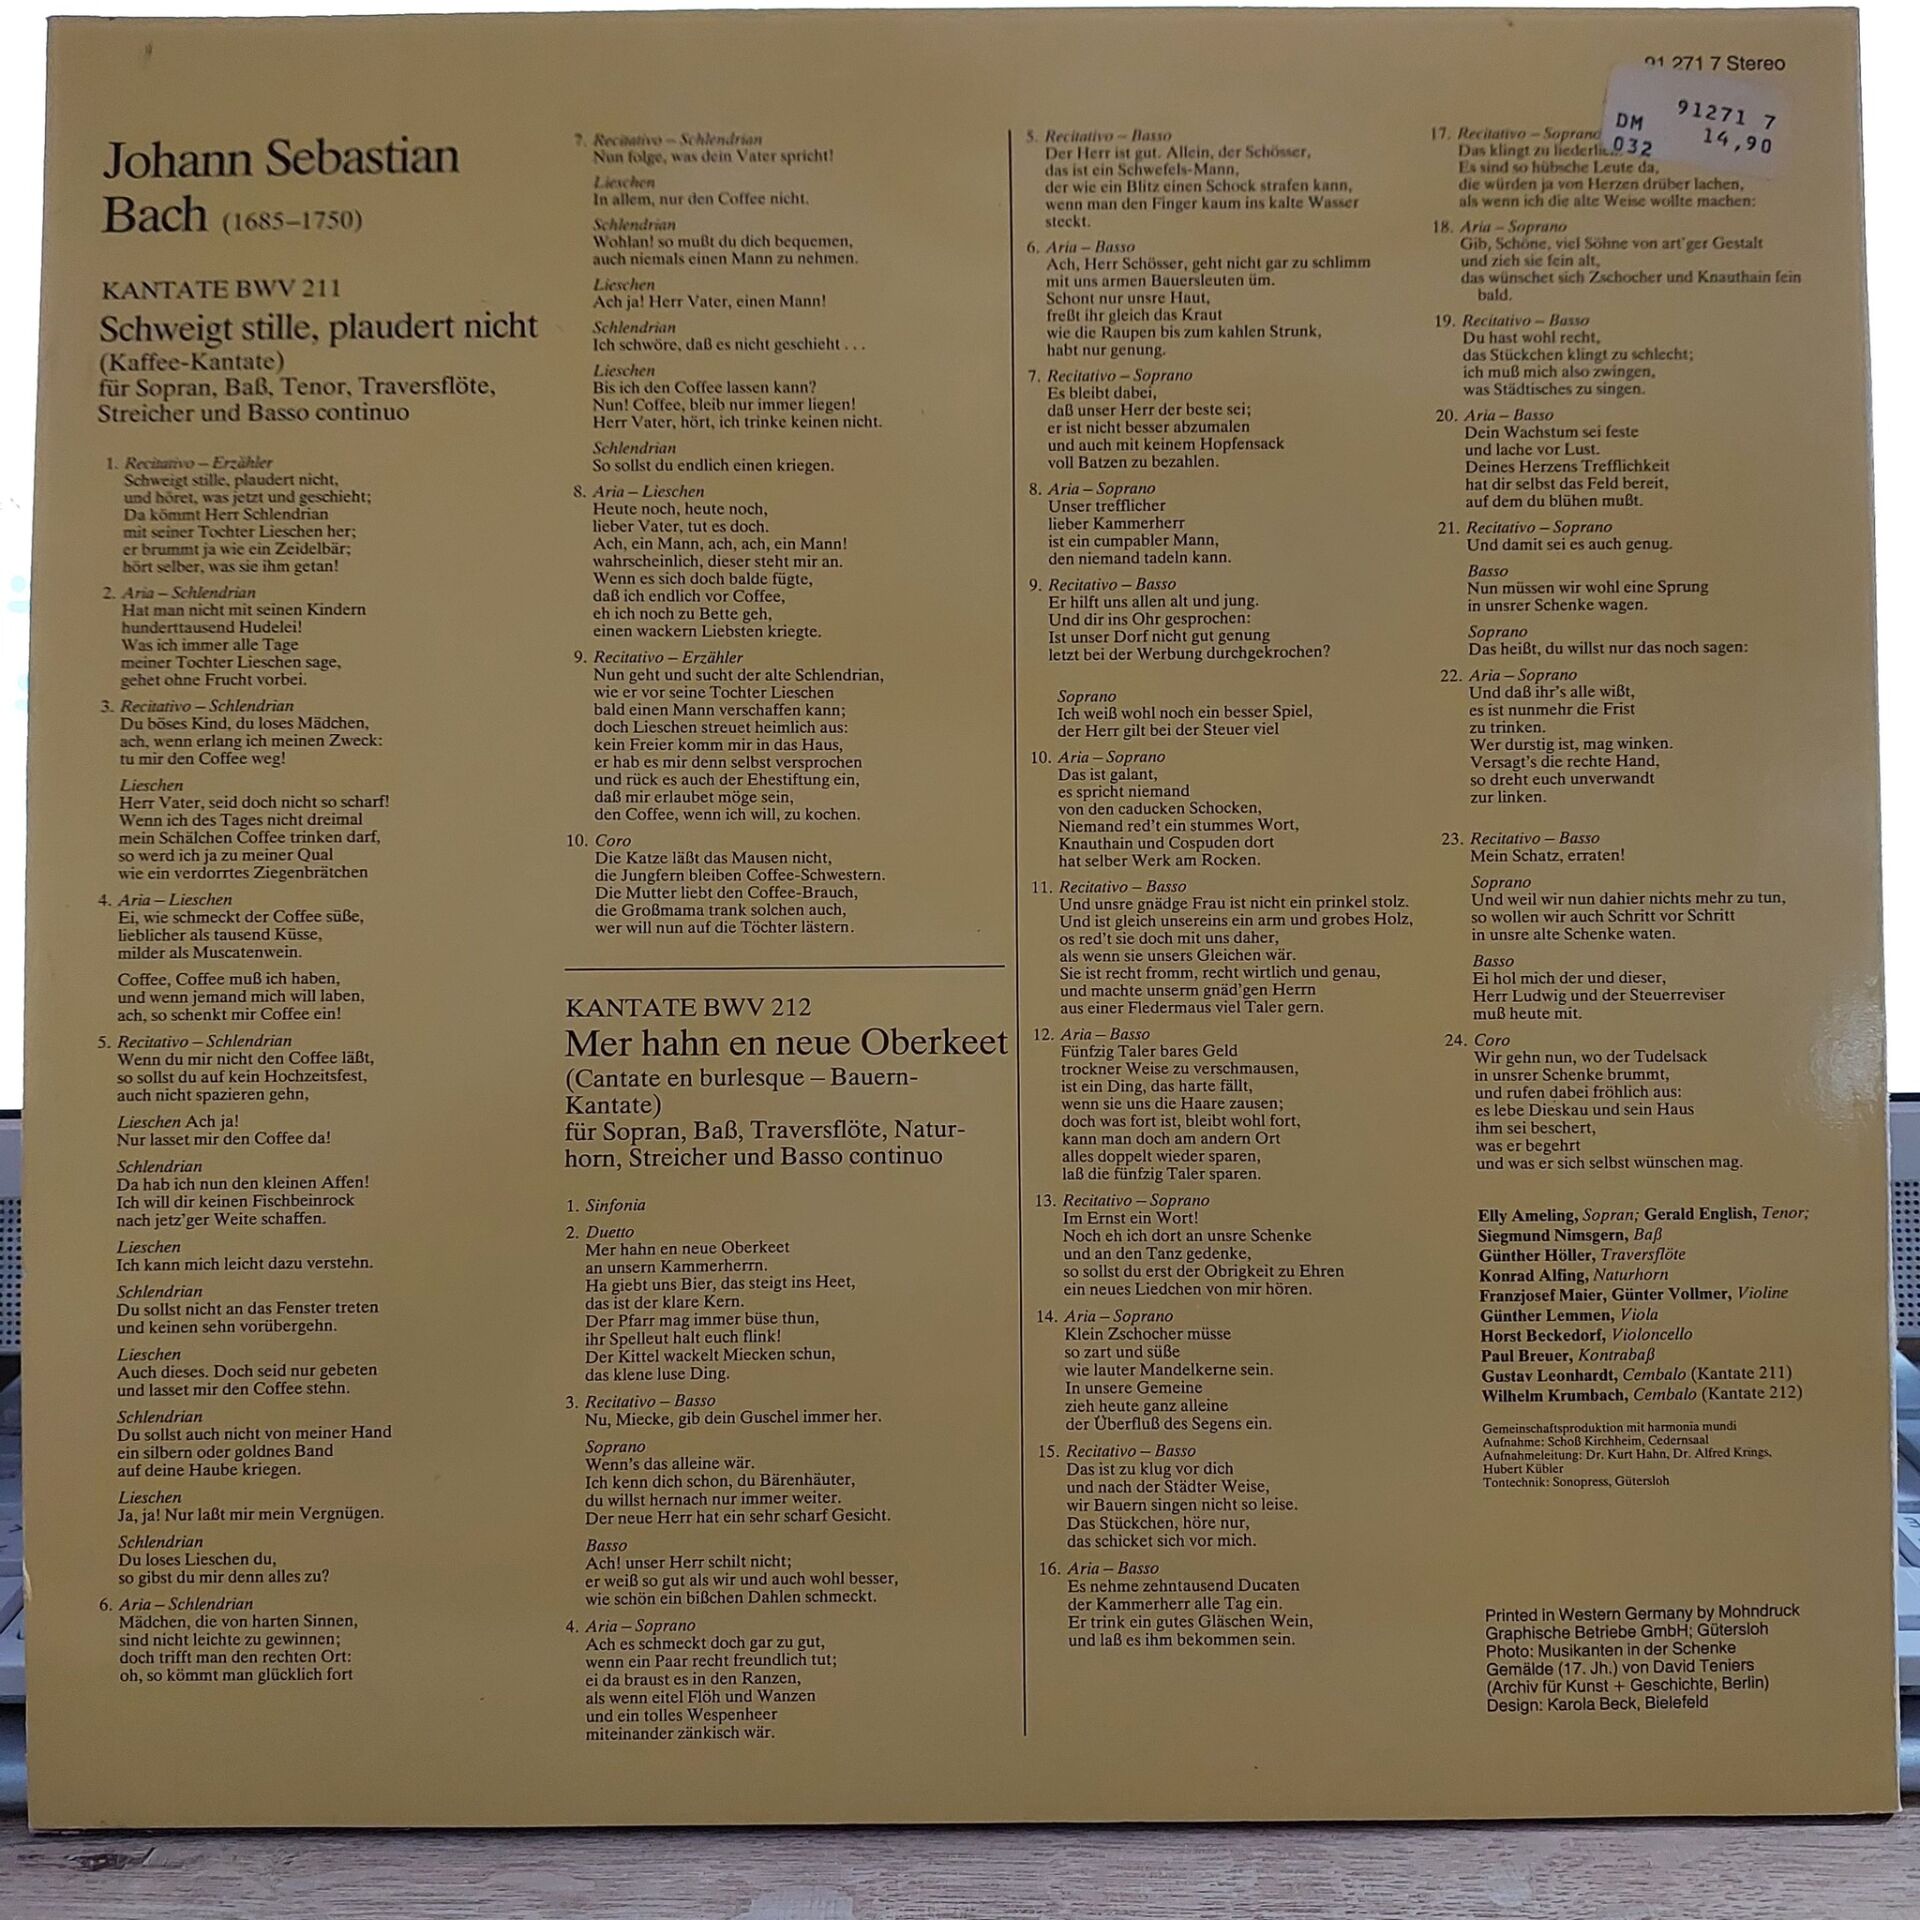 91 271 7 Stereo
91271 7
DM
14,90
032
Johann Sebastian
Bach (1685–1750)
KANTATE BWV 211
Schweigt stille, plaudert nicht
(Kaffee-Kantate)
für Sopran, Baß, Tenor, Traversflöte,
Streicher und Basso continuo
1. Recitativo – Erzähler
Schweigt stille, plaudert nicht,
und höret, was jetzt und geschieht;
Da kömmt Herr Schlendrian
mit seiner Tochter Lieschen her;
er brummt ja wie ein Zeidelbär;
hört selber, was sie ihm getan!
2. Aria – Schlendrian
Hat man nicht mit seinen Kindern
hunderttausend Hudelei!
Was ich immer alle Tage
meiner Tochter Lieschen sage,
gehet ohne Frucht vorbei.
3. Recitativo – Schlendrian
Du böses Kind, du loses Mädchen,
ach, wenn erlang ich meinen Zweck:
tu mir den Coffee weg!
Lieschen
Herr Vater, seid doch nicht so scharf!
Wenn ich des Tages nicht dreimal
mein Schälchen Coffee trinken darf,
so werd ich ja zu meiner Qual
wie ein verdorrtes Ziegenbrätchen
4. Aria – Lieschen
Ei, wie schmeckt der Coffee süße,
lieblicher als tausend Küsse,
milder als Muscatenwein.
Coffee, Coffee muß ich haben,
und wenn jemand mich will laben,
ach, so schenkt mir Coffee ein!
5. Recitativo – Schlendrian
Wenn du mir nicht den Coffee läßt,
so sollst du auf kein Hochzeitsfest,
auch nicht spazieren gehn,
Lieschen Ach ja!
Nur lasset mir den Coffee da!
Schlendrian
Da hab ich nun den kleinen Affen!
Ich will dir keinen Fischbeinrock
nach jetz'ger Weite schaffen.
Lieschen
Ich kann mich leicht dazu verstehn.
Schlendrian
Du sollst nicht an das Fenster treten
und keinen sehn vorübergehn.
Lieschen
Auch dieses. Doch seid nur gebeten
und lasset mir den Coffee stehn.
Schlendrian
Du sollst auch nicht von meiner Hand
ein silbern oder goldnes Band
auf deine Haube kriegen.
Lieschen
Ja, ja! Nur laßt mir mein Vergnügen.
Schlendrian
Du loses Lieschen du,
so gibst du mir denn alles zu?
6. Aria – Schlendrian
Mädchen, die von harten Sinnen,
sind nicht leichte zu gewinnen;
doch trifft man den rechten Ort:
oh, so kömmt man glücklich fort
7. Recitativo – Schlendrian
Nun folge, was dein Vater spricht!
Lieschen
In allem, nur den Coffee nicht.
Schlendrian
Wohlan! so mußt du dich bequemen,
auch niemals einen Mann zu nehmen.
Lieschen
Ach ja! Herr Vater, einen Mann!
Schlendrian
Ich schwöre, daß es nicht geschieht . . .
Lieschen
Bis ich den Coffee lassen kann?
Nun! Coffee, bleib nur immer liegen!
Herr Vater, hört, ich trinke keinen nicht.
Schlendrian
So sollst du endlich einen kriegen.
8. Aria – Lieschen
Heute noch, heute noch,
lieber Vater, tut es doch.
Ach, ein Mann, ach, ach, ein Mann!
wahrscheinlich, dieser steht mir an.
Wenn es sich doch balde fügte,
daß ich endlich vor Coffee,
eh ich noch zu Bette geh,
einen wackern Liebsten kriegte.
9. Recitativo – Erzähler
Nun geht und sucht der alte Schlendrian,
wie er vor seine Tochter Lieschen
bald einen Mann verschaffen kann;
doch Lieschen streuet heimlich aus:
kein Freier komm mir in das Haus,
er hab es mir denn selbst versprochen
und rück es auch der Ehestiftung ein,
daß mir erlaubet möge sein,
den Coffee, wenn ich will, zu kochen.
10. Coro
Die Katze läßt das Mausen nicht,
die Jungfern bleiben Coffee-Schwestern.
Die Mutter liebt den Coffee-Brauch,
die Großmama trank solchen auch,
wer will nun auf die Töchter lästern.
KANTATE BWV 212
Mer hahn en neue Oberkeet
(Cantate en burlesque – Bauern-
Kantate)
für Sopran, Baß, Traversflöte, Natur-
horn, Streicher und Basso continuo
1. Sinfonia
2. Duetto
Mer hahn en neue Oberkeet
an unsern Kammerherrn.
Ha giebt uns Bier, das steigt ins Heet,
das ist der klare Kern.
Der Pfarr mag immer büse thun,
ihr Spelleut halt euch flink!
Der Kittel wackelt Miecken schun,
das klene luse Ding.
3. Recitativo – Basso
Nu, Miecke, gib dein Guschel immer her.
Soprano
Wenn's das alleine wär.
Ich kenn dich schon, du Bärenhäuter,
du willst hernach nur immer weiter.
Der neue Herr hat ein sehr scharf Gesicht.
Basso
Ach! unser Herr schilt nicht;
er weiß so gut als wir und auch wohl besser,
wie schön ein bißchen Dahlen schmeckt.
4. Aria – Soprano
Ach es schmeckt doch gar zu gut,
wenn ein Paar recht freundlich tut;
ei da braust es in den Ranzen,
als wenn eitel Flöh und Wanzen
und ein tolles Wespenheer
miteinander zänkisch wär.
5. Recitativo – Basso
Der Herr ist gut. Allein, der Schösser,
das ist ein Schwefels-Mann,
der wie ein Blitz einen Schock strafen kann,
wenn man den Finger kaum ins kalte Wasser
steckt.
6. Aria – Basso
Ach, Herr Schösser, geht nicht gar zu schlimm
mit uns armen Bauersleuten üm.
Schont nur unsre Haut,
freßt ihr gleich das Kraut
wie die Raupen bis zum kahlen Strunk,
habt nur genung.
7. Recitativo – Soprano
Es bleibt dabei,
daß unser Herr der beste sei;
er ist nicht besser abzumalen
und auch mit keinem Hopfensack
voll Batzen zu bezahlen.
8. Aria – Soprano
Unser trefflicher
lieber Kammerherr
ist ein cumpabler Mann,
den niemand tadeln kann.
9. Recitativo – Basso
Er hilft uns allen alt und jung.
Und dir ins Ohr gesprochen:
Ist unser Dorf nicht gut genung
letzt bei der Werbung durchgekrochen?
Soprano
Ich weiß wohl noch ein besser Spiel,
der Herr gilt bei der Steuer viel
10. Aria – Soprano
Das ist galant,
es spricht niemand
von den caducken Schocken,
Niemand red't ein stummes Wort,
Knauthain und Cospuden dort
hat selber Werk am Rocken.
11. Recitativo – Basso
Und unsre gnädge Frau ist nicht ein prinkel stolz.
Und ist gleich unsereins ein arm und grobes Holz,
os red't sie doch mit uns daher,
als wenn sie unsers Gleichen wär.
Sie ist recht fromm, recht wirtlich und genau,
und machte unserm gnäd'gen Herrn
aus einer Fledermaus viel Taler gern.
12. Aria – Basso
Fünfzig Taler bares Geld
trockner Weise zu verschmausen,
ist ein Ding, das harte fällt,
wenn sie uns die Haare zausen;
doch was fort ist, bleibt wohl fort,
kann man doch am andern Ort
alles doppelt wieder sparen,
laß die fünfzig Taler sparen.
13. Recitativo – Soprano
Im Ernst ein Wort!
Noch eh ich dort an unsre Schenke
und an den Tanz gedenke,
so sollst du erst der Obrigkeit zu Ehren
ein neues Liedchen von mir hören.
14. Aria – Soprano
Klein Zschocher müsse
so zart und süße
wie lauter Mandelkerne sein.
In unsere Gemeine
zieh heute ganz alleine
der Überfluß des Segens ein.
15. Recitativo – Basso
Das ist zu klug vor dich
und nach der Städter Weise,
wir Bauern singen nicht so leise.
Das Stückchen, höre nur,
das schicket sich vor mich.
16. Aria – Basso
Es nehme zehntausend Ducaten
der Kammerherr alle Tag ein.
Er trink ein gutes Gläschen Wein,
und laß es ihm bekommen sein.
17. Recitativo – Soprano
Das klingt zu
Es sind so hübsche Leute da,
die würden ja von Herzen drüber lachen,
als wenn ich die alte Weise wollte machen:
18. Aria – Soprano
Gib, Schöne, viel Söhne von art'ger Gestalt
und zieh sie fein alt,
das wünschet sich Zschocher und Knauthain fein
bald.
19. Recitativo – Basso
Du hast wohl recht,
das Stückchen klingt zu schlecht;
ich muß mich also zwingen,
was Städtisches zu singen.
20. Aria – Basso
Dein Wachstum sei feste
und lache vor Lust.
Deines Herzens Trefflichkeit
hat dir selbst das Feld bereit,
auf dem du blühen mußt.
21. Recitativo – Soprano
Und damit sei es auch genug.
Basso
Nun müssen wir wohl eine Sprung
in unsrer Schenke wagen.
Soprano
Das heißt, du willst nur das noch sagen:
22. Aria – Soprano
Und daß ihr's alle wißt,
es ist nunmehr die Frist
zu trinken.
Wer durstig ist, mag winken.
Versagt's die rechte Hand,
so dreht euch unverwandt
zur linken.
23. Recitativo – Basso
Mein Schatz, erraten!
Soprano
Und weil wir nun dahier nichts mehr zu tun,
so wollen wir auch Schritt vor Schritt
in unsre alte Schenke waten.
Basso
Ei hol mich der und dieser,
Herr Ludwig und der Steuerreviser
muß heute mit.
24. Coro
Wir gehn nun, wo der Tudelsack
in unsrer Schenke brummt,
und rufen dabei fröhlich aus:
es lebe Dieskau und sein Haus
ihm sei beschert,
was er begehrt
und was er sich selbst wünschen mag.
Elly Ameling, Sopran; Gerald English, Tenor;
Siegmund Nimsgern, Baß
Günther Höller, Traversflöte
Konrad Alfing, Naturhorn
Franzjosef Maier, Günter Vollmer, Violine
Günther Lemmen, Viola
Horst Beckedorf, Violoncello
Paul Breuer, Kontrabaß
Gustav Leonhardt, Cembalo (Kantate 211)
Wilhelm Krumbach, Cembalo (Kantate 212)
Gemeinschaftsproduktion mit harmonia mundi
Aufnahme: Schoß Kirchheim, Cedernsaal
Aufnahmeleitung: Dr. Kurt Hahn, Dr. Alfred Krings,
Hubert Kübler
Tontechnik: Sonopress, Gütersloh
Printed in Western Germany by Mohndruck
Graphische Betriebe GmbH; Gütersloh
Photo: Musikanten in der Schenke
Gemälde (17. Jh.) von David Teniers
(Archiv für Kunst + Geschichte, Berlin)
Design: Karola Beck, Bielefeld